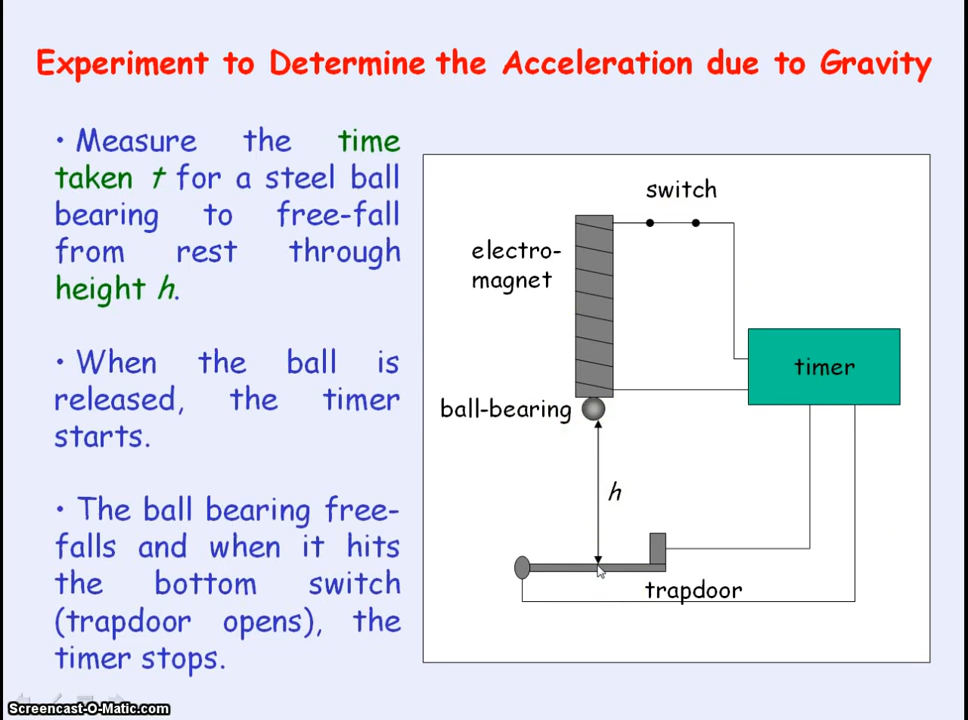 Experiment to Determine the Acceleration due to Gravity
• Measure the time
taken t for a steel ball
bearing to free-fall
from rest through
height h.
• When the ball is
released, the timer
starts.
• The ball bearing free-
falls and when it hits
the bottom switch
(trapdoor opens), the
timer stops.
switch
electro-
magnet
timer
ball-bearing
h
trapdoor
Screencast-O-Matic.com